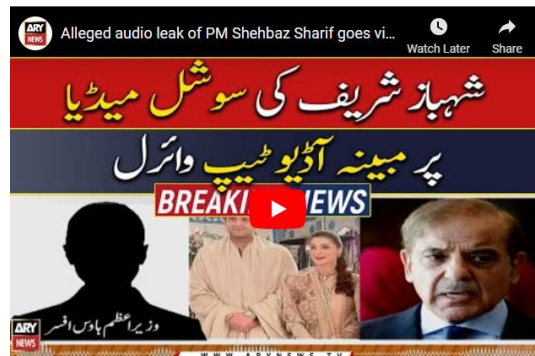 ARY
NEWS
Alleged audio leak of PM Shehbaz Sharif goes vi...
Watch Later
Share
شہباز شریف کی سوشل میڈیا
پر مبینہ آڈیو ٹیپ وائرل
BREAKING NEWS
وزیراعظم ہاؤس افسر
ARY
NEWS
WWW.ARYNEWS.TV